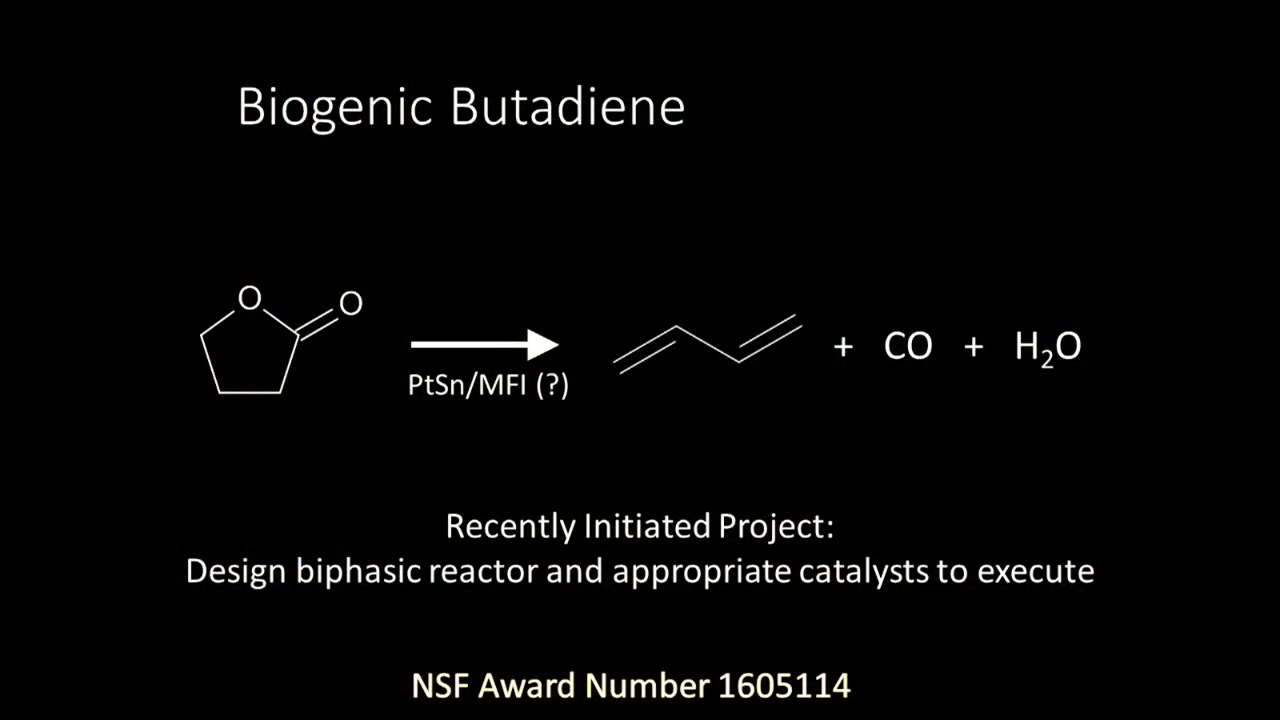 Biogenic Butadiene
O
O
PtSn/MFI (?)
+ CO + H₂O
Recently Initiated Project:
Design biphasic reactor and appropriate catalysts to execute
NSF Award Number 1605114